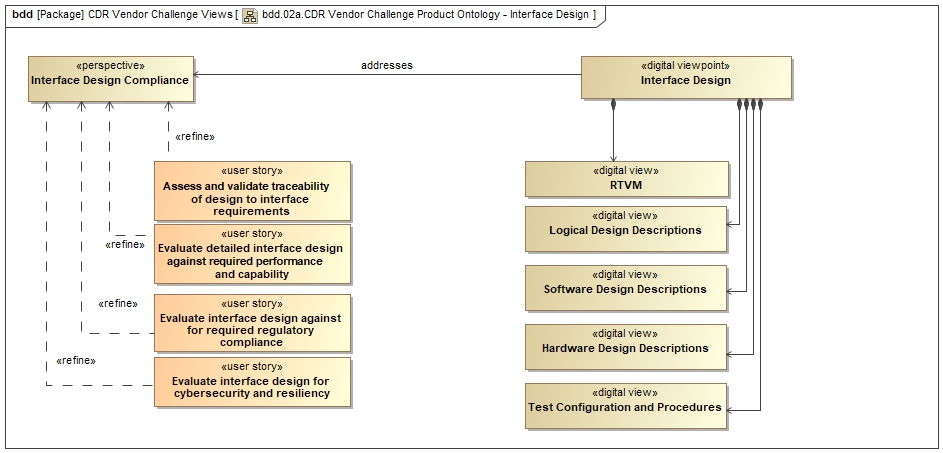 bdd [Package] CDR Vendor Challenge Views [ bdd.02a.CDR Vendor Challenge Product Ontology - Interface Design ]
«perspective»
Interface Design Compliance
addresses
«digital viewpoint»
Interface Design
«refine»
«user story»
Assess and validate traceability
of design to interface
requirements
«refine»
«user story»
Evaluate detailed interface design
against required performance
and capability
«refine»
«user story»
Evaluate interface design against
for required regulatory
compliance
«refine»
«user story»
Evaluate interface design for
cybersecurity and resiliency
«digital view»
RTVM
«digital view»
Logical Design Descriptions
«digital view»
Software Design Descriptions
«digital view»
Hardware Design Descriptions
«digital view»
Test Configuration and Procedures